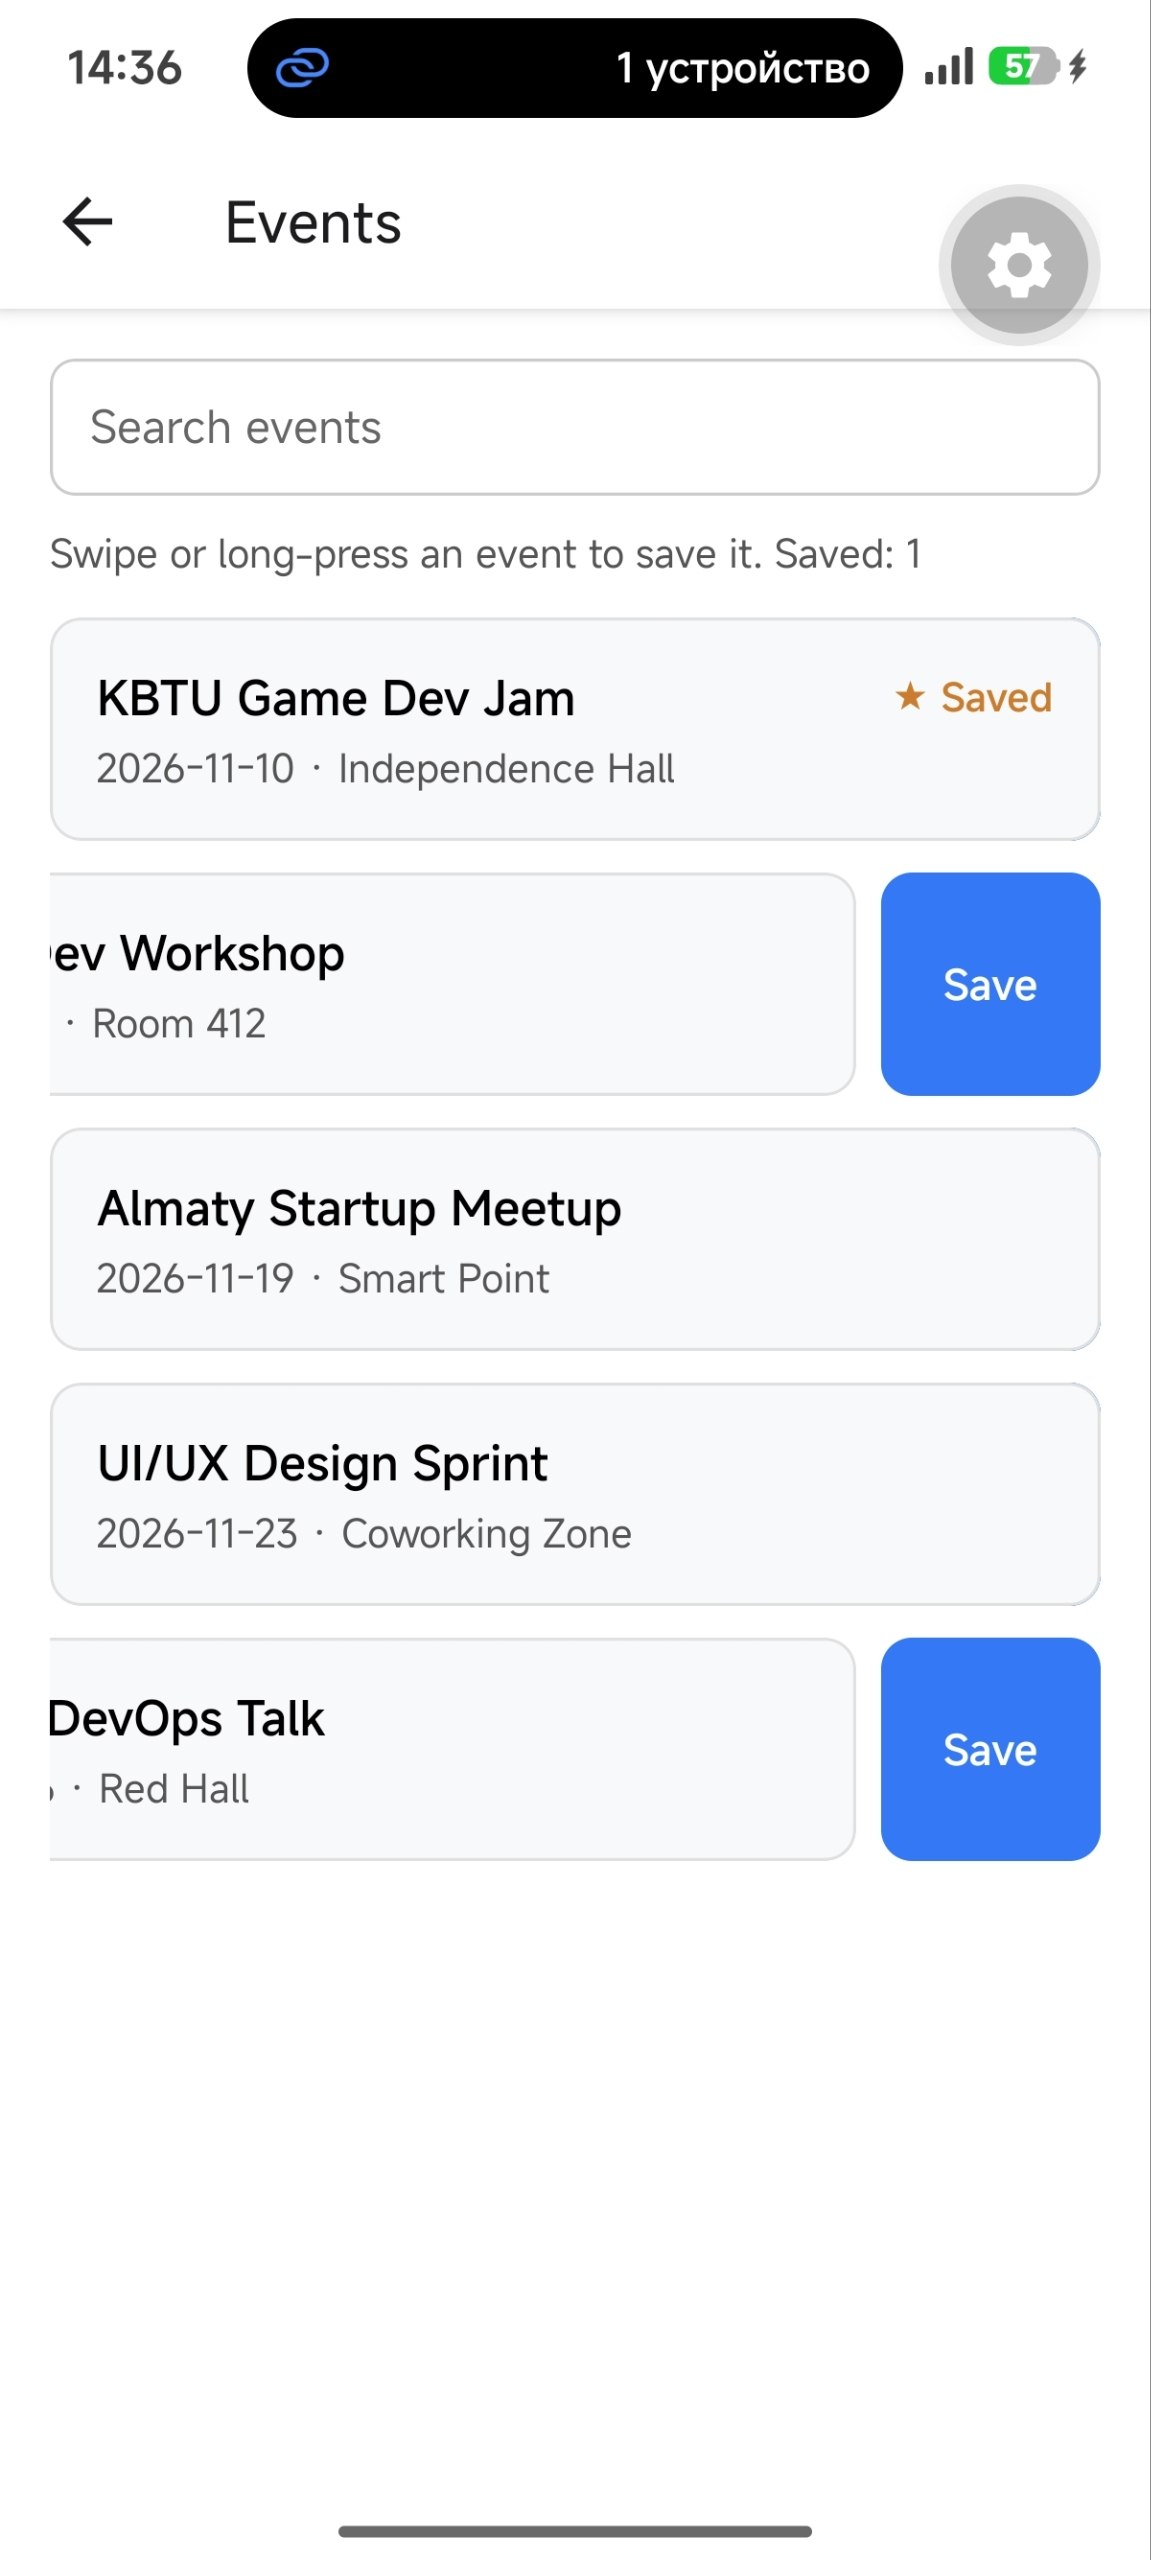 14:36
1 устройство
57
Events
Search events
Swipe or long-press an event to save it. Saved: 1
KBTU Game Dev Jam
★ Saved
2026-11-10 · Independence Hall
Workshop
Save
· Room 412
Almaty Startup Meetup
2026-11-19 · Smart Point
UI/UX Design Sprint
2026-11-23 · Coworking Zone
DevOps Talk
Save
· Red Hall